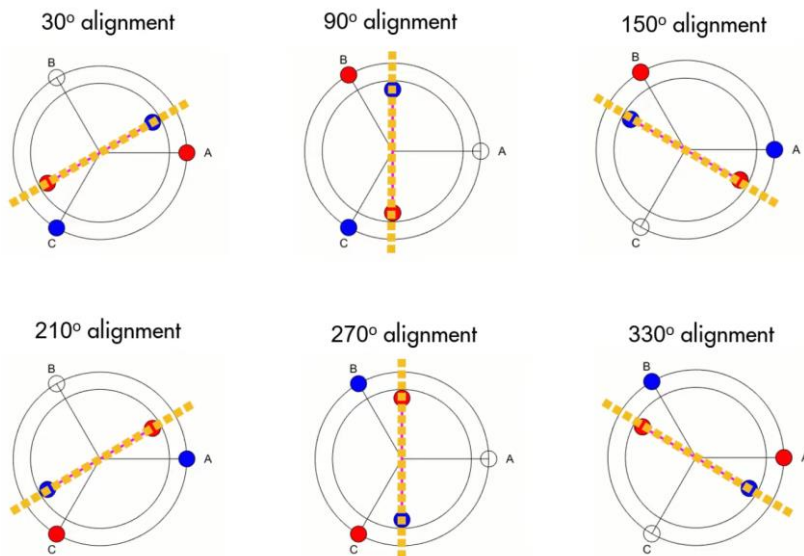 30° alignment
90° alignment
150° alignment
B
A
C
B
A
C
B
A
C
210° alignment
270° alignment
330° alignment
B
A
C
B
A
C
B
A
C